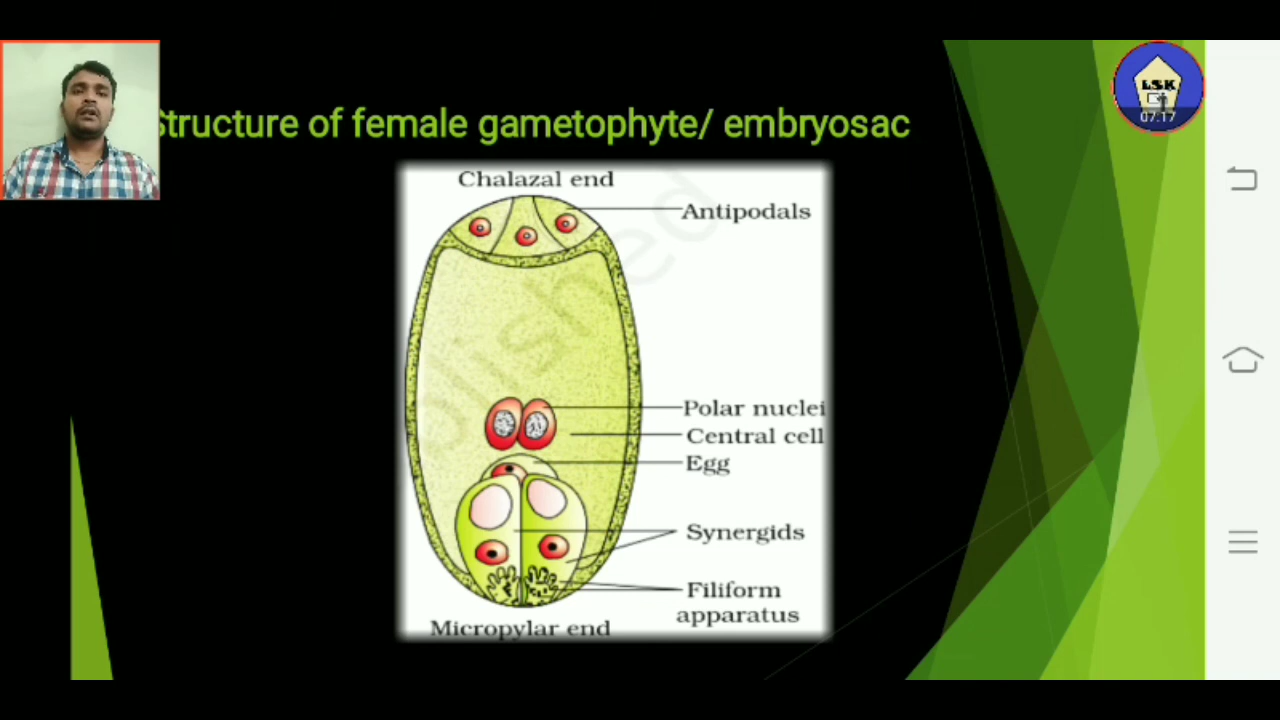 Structure of female gametophyte/ embryosac
LSK
07:17
Chalazal end
Antipodals
Polar nuclei
Central cell
Egg
Synergids
Filiform
apparatus
Micropylar end
lished